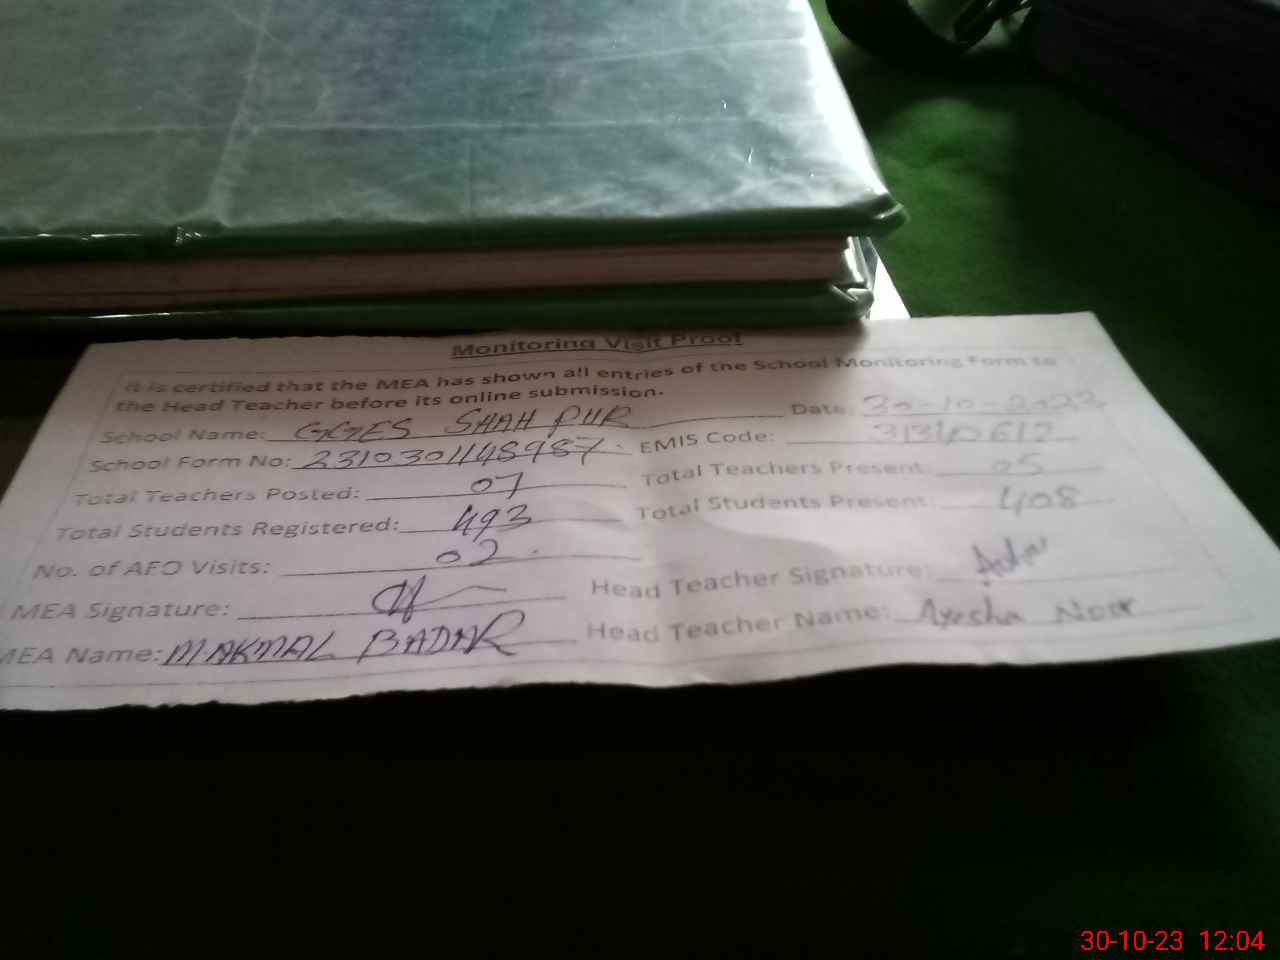 Monitoring Visit Proof
It is certified that the MEA has shown all entries of the School Monitoring Form to
the Head Teacher before its online submission.
School Name: GGES SHAH PUR Date: 30-10-2023
School Form No: 2310301148987 EMIS Code: 31340617
Total Teachers Posted: 07 Total Teachers Present: 05
Total Students Registered: 493 Total Students Present: 408
No. of AEO Visits: 02
MEA Signature: Head Teacher Signature:
MEA Name: MAKMAL BADAR Head Teacher Name: Ayesha Noor
30-10-23 12:04